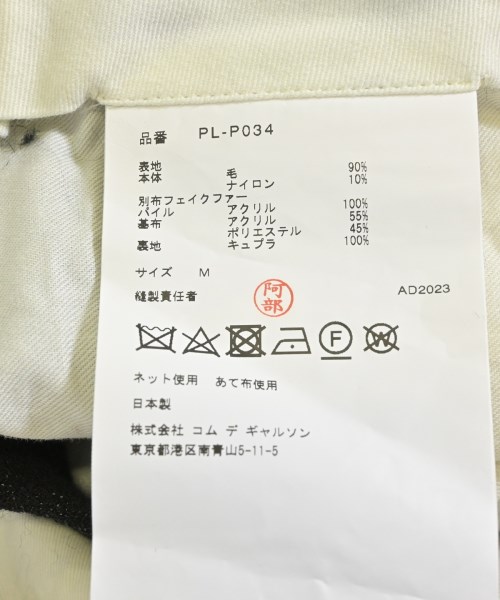 品番 PL-P034
表地 毛 90%
本体 ナイロン 10%
別布フェイクファー
パイル アクリル 100%
基布 アクリル 55%
ポリエステル 45%
裏地 キュプラ 100%
サイズ M
縫製責任者 阿部 AD2023
F W
ネット使用 あて布使用
日本製
株式会社 コム デ ギャルソン
東京都港区南青山5-11-5